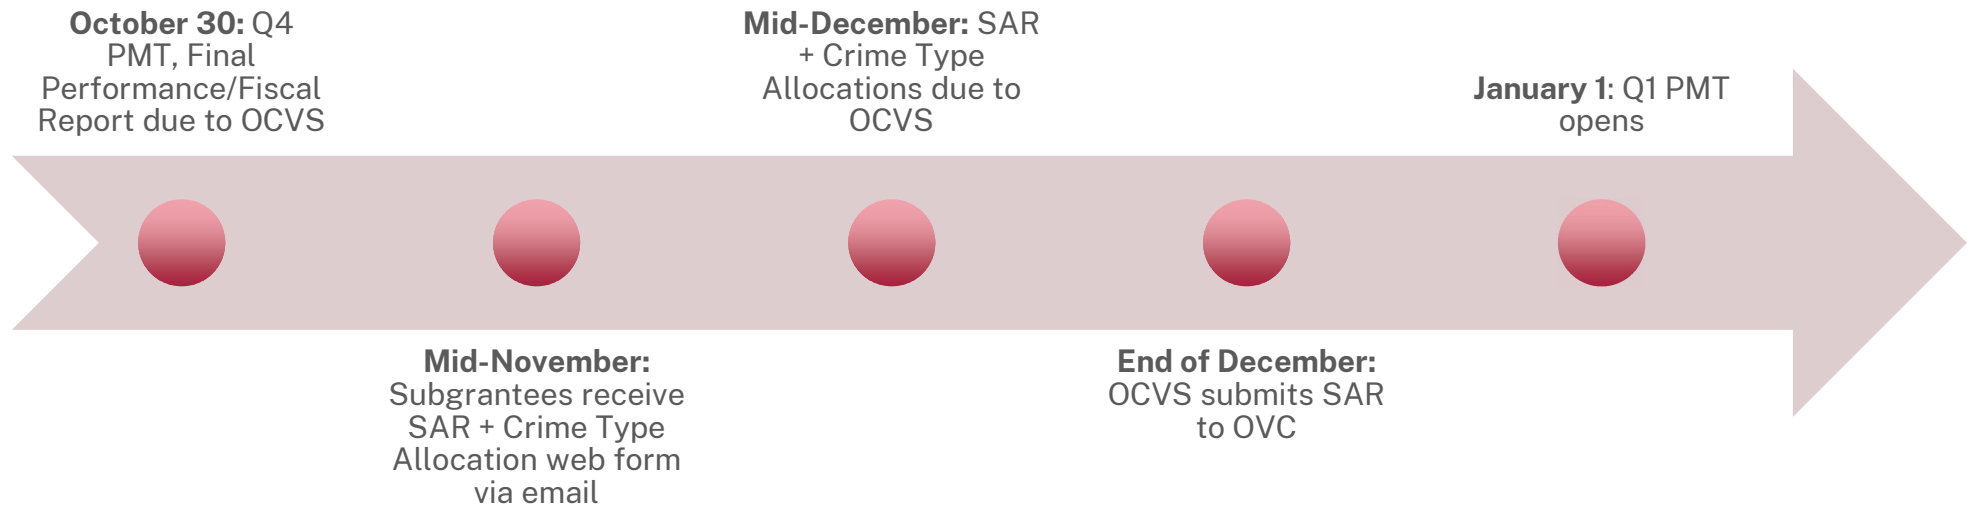 October 30: Q4
PMT, Final
Performance/Fiscal
Report due to OCVS
Mid-November:
Subgrantees receive
SAR + Crime Type
Allocation web form
via email
Mid-December: SAR
+ Crime Type
Allocations due to
OCVS
End of December:
OCVS submits SAR
to OVC
January 1: Q1 PMT
opens